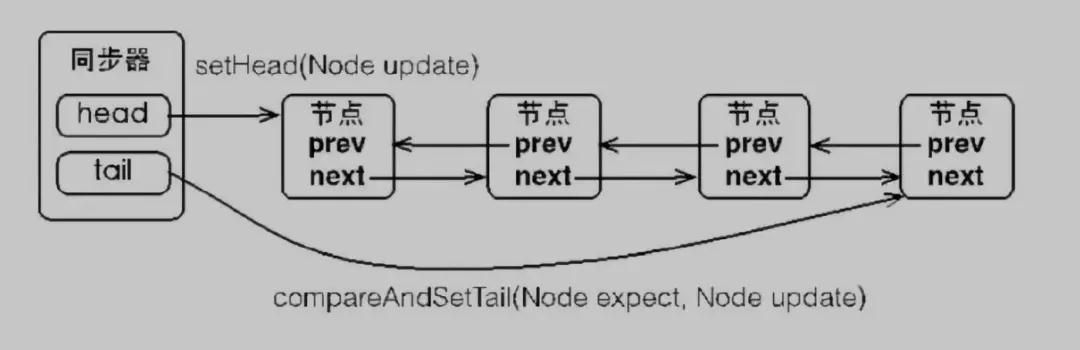 同步器
head
tail
setHead(Node update)
节点
prev
next
节点
prev
next
节点
prev
next
节点
prev
next
compareAndSetTail(Node expect, Node update)